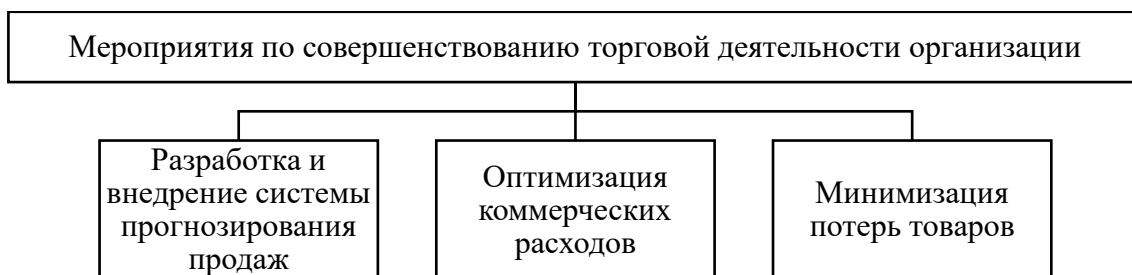 Мероприятия по совершенствованию торговой деятельности организации
Разработка и
внедрение системы
прогнозирования
продаж
Оптимизация
коммерческих
расходов
Минимизация
потерь товаров